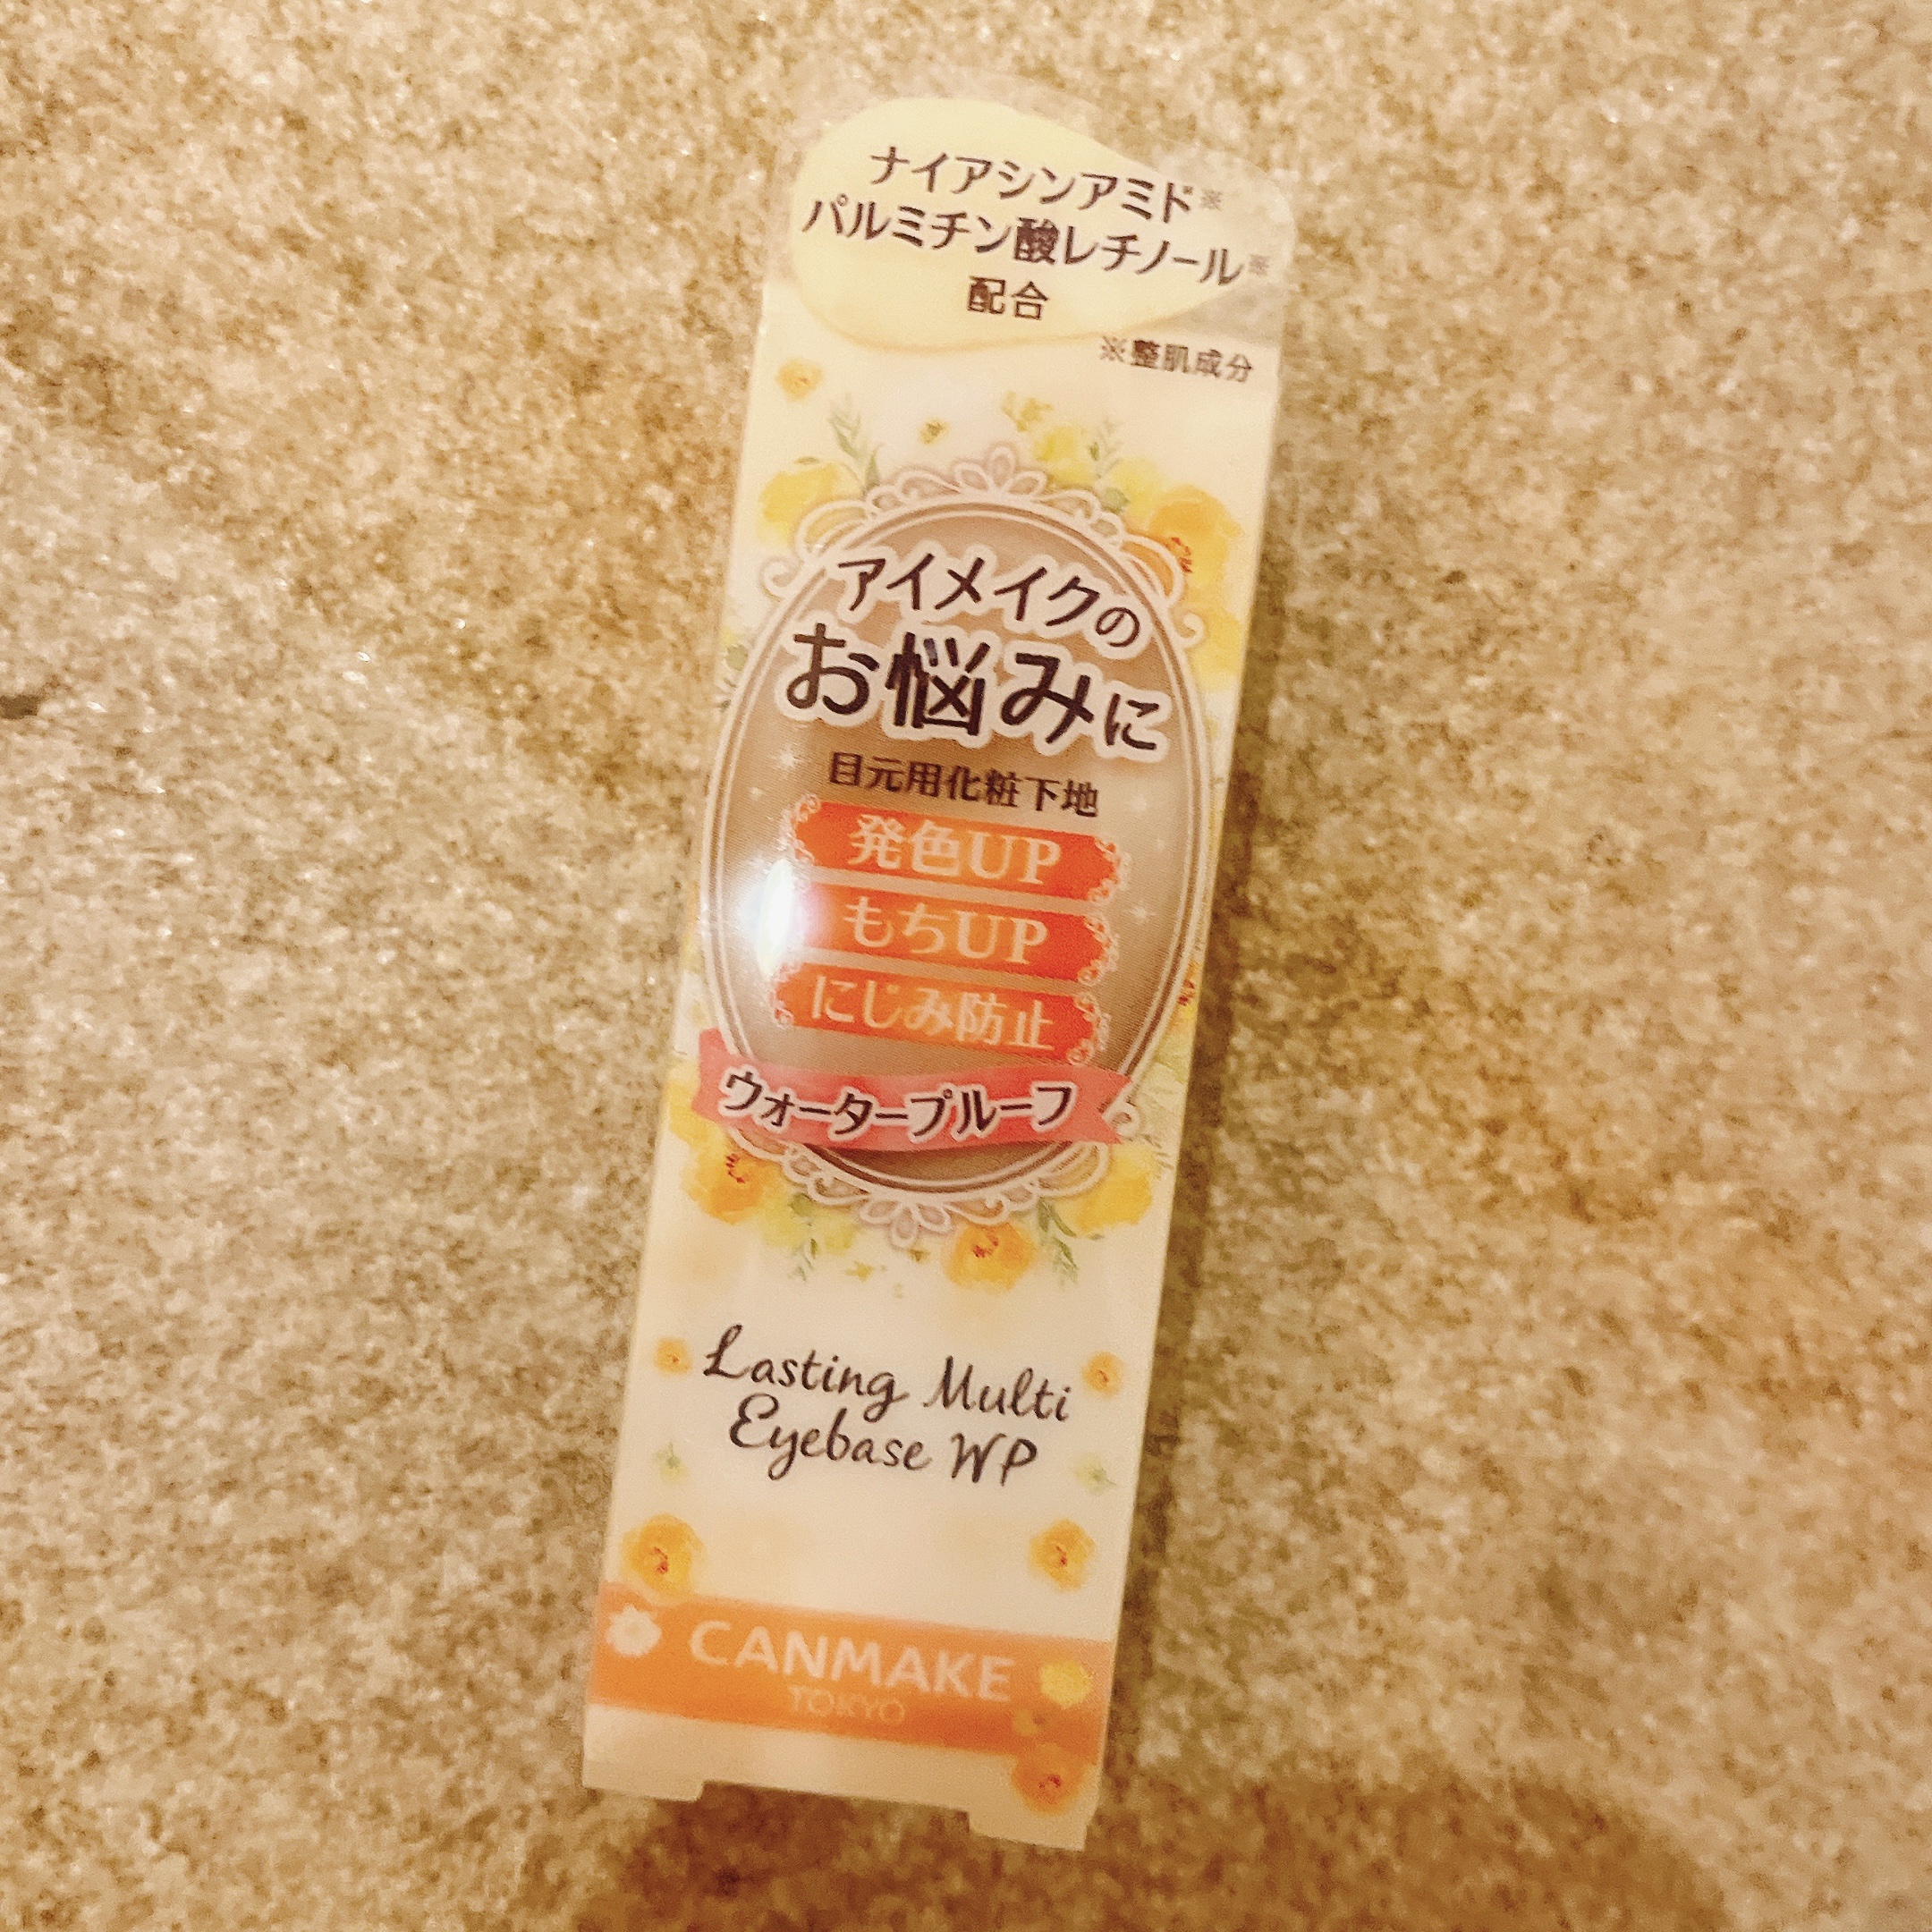 ナイアシンアミド※
パルミチン酸レチノール※
配合
※整肌成分
アイメイクの
お悩みに
目元用化粧下地
発色UP
もちUP
にじみ防止
ウォータープルーフ
Lasting Multi
Eyebase WP
CANMAKE
TOKYO